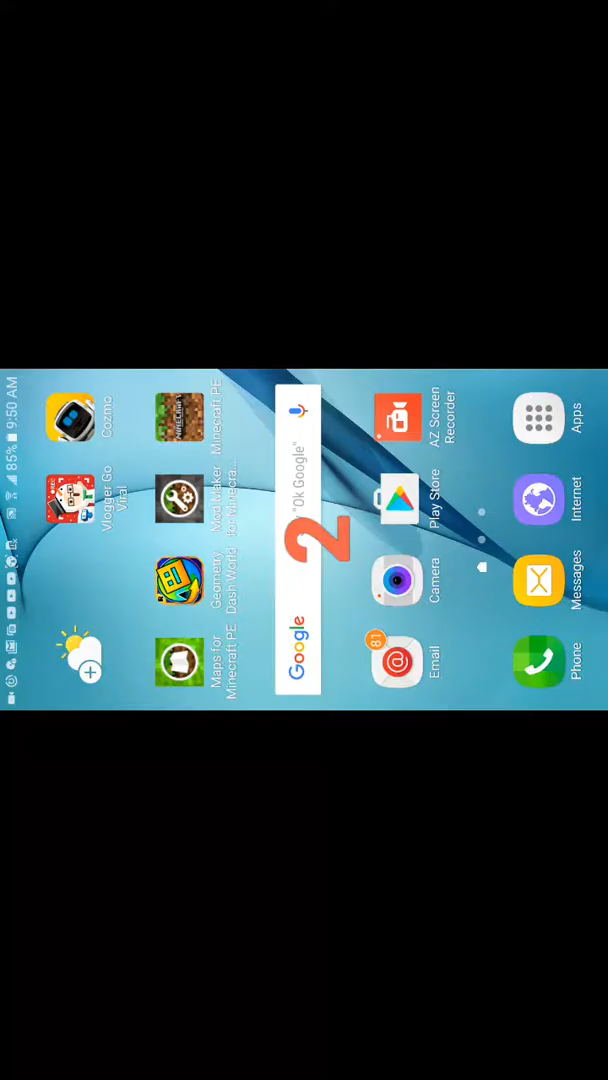 85% 9:50 AM
Vlogger Go
Viral
Cozmo
Maps for
Minecraft PE
Geometry
Dash World
Mod Maker
for Minecra...
Minecraft PE
Google "Ok Google"
2
81
Email
Camera
Play Store
AZ Screen
Recorder
Phone
Messages
Internet
Apps